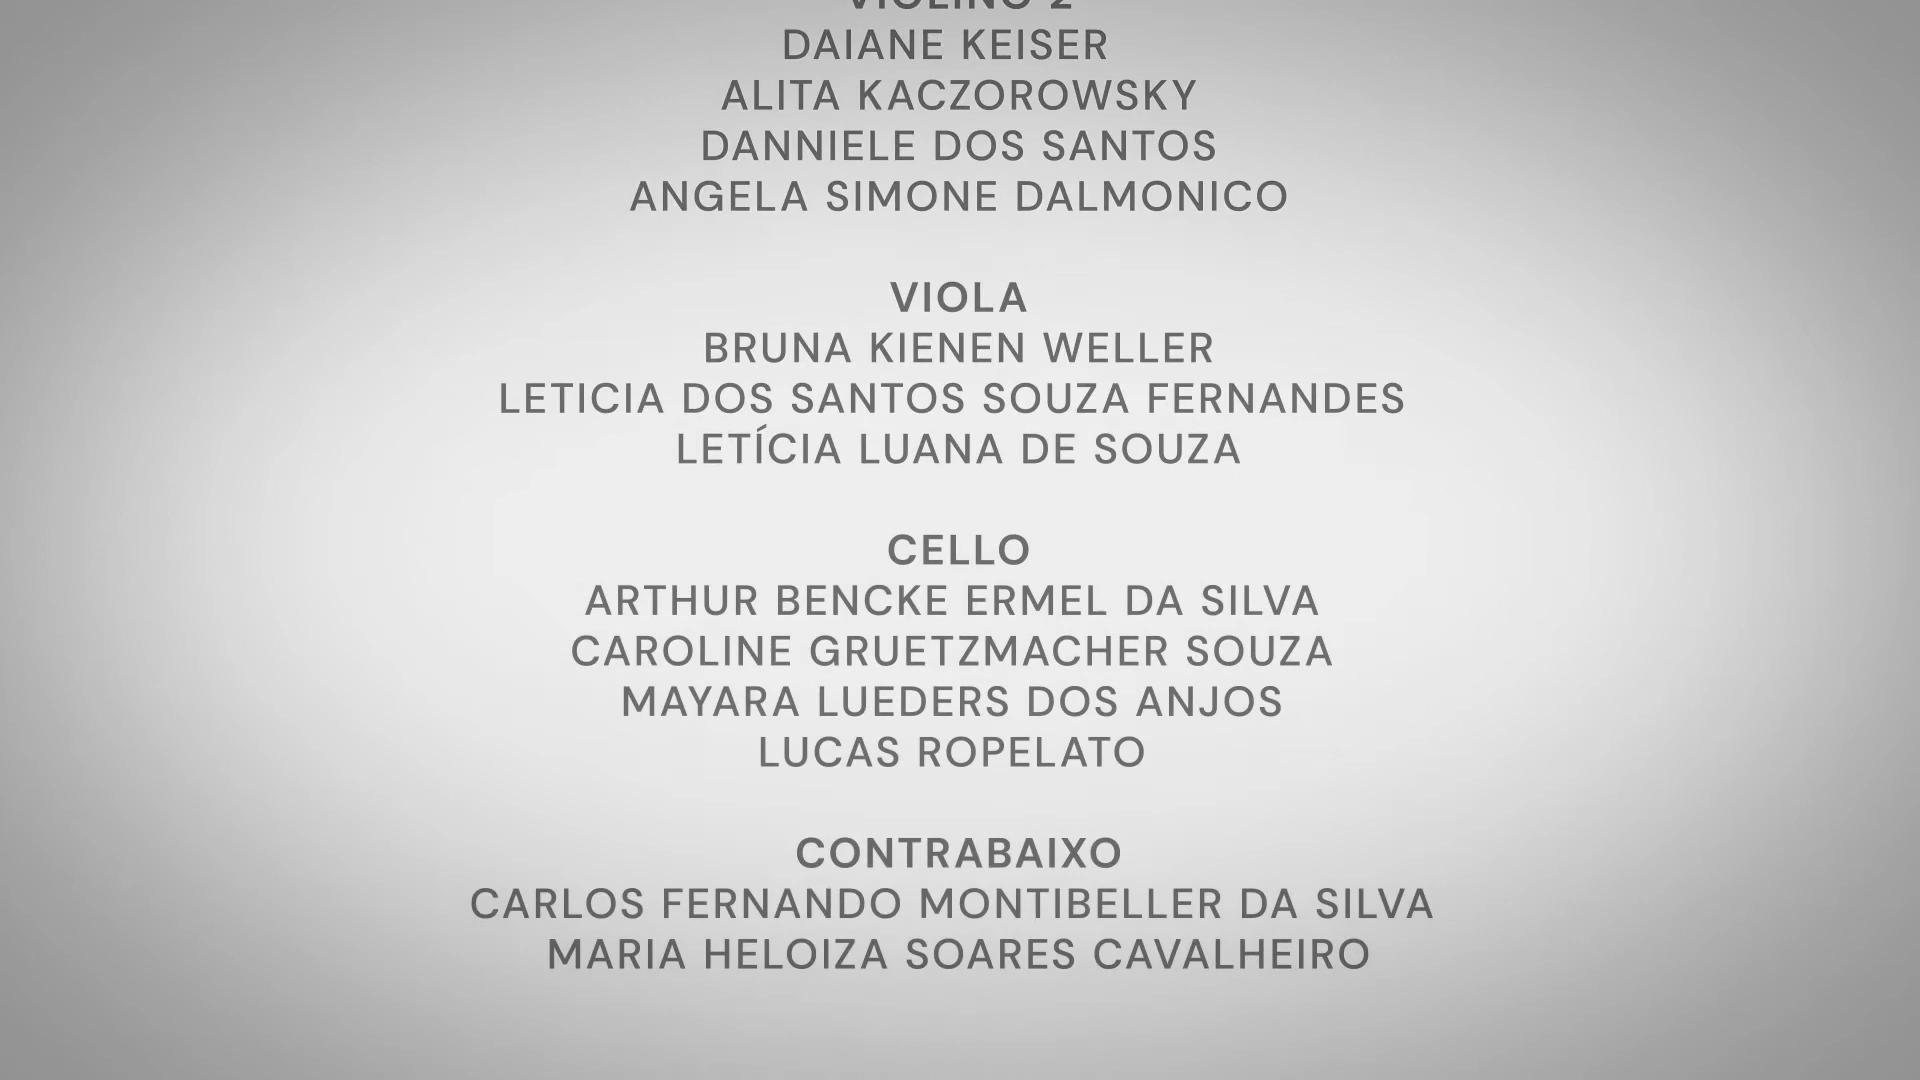 VIOLINO 2
DAIANE KEISER
ALITA KACZOROWSKY
DANNIELE DOS SANTOS
ANGELA SIMONE DALMONICO
VIOLA
BRUNA KIENEN WELLER
LETICIA DOS SANTOS SOUZA FERNANDES
LETÍCIA LUANA DE SOUZA
CELLO
ARTHUR BENCKE ERMEL DA SILVA
CAROLINE GRUETZMACHER SOUZA
MAYARA LUEDERS DOS ANJOS
LUCAS ROPELATO
CONTRABAIXO
CARLOS FERNANDO MONTIBELLER DA SILVA
MARIA HELOIZA SOARES CAVALHEIRO